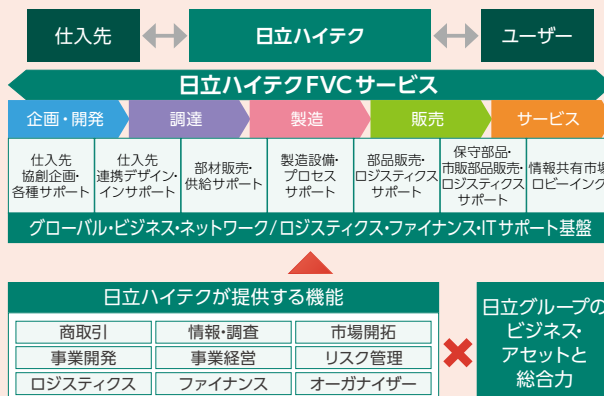 仕入先
日立ハイテク
ユーザー
日立ハイテクFVCサービス
企画・開発
調達
製造
販売
サービス
仕入先
協創企画・
各種サポート
仕入先
連携デザイン・
インサポート
部材販売・
供給サポート
製造設備・
プロセス
サポート
部品販売・
ロジスティクス
サポート
保守部品・
市販部品販売・
ロジスティクス
サポート
情報共有市場
ロビーイング
グローバル・ビジネス・ネットワーク/ロジスティクス・ファイナンス・ITサポート基盤
日立ハイテクが提供する機能
商取引
情報・調査
市場開拓
事業開発
事業経営
リスク管理
ロジスティクス
ファイナンス
オーガナイザー
日立グループの
ビジネス・
アセットと
総合力